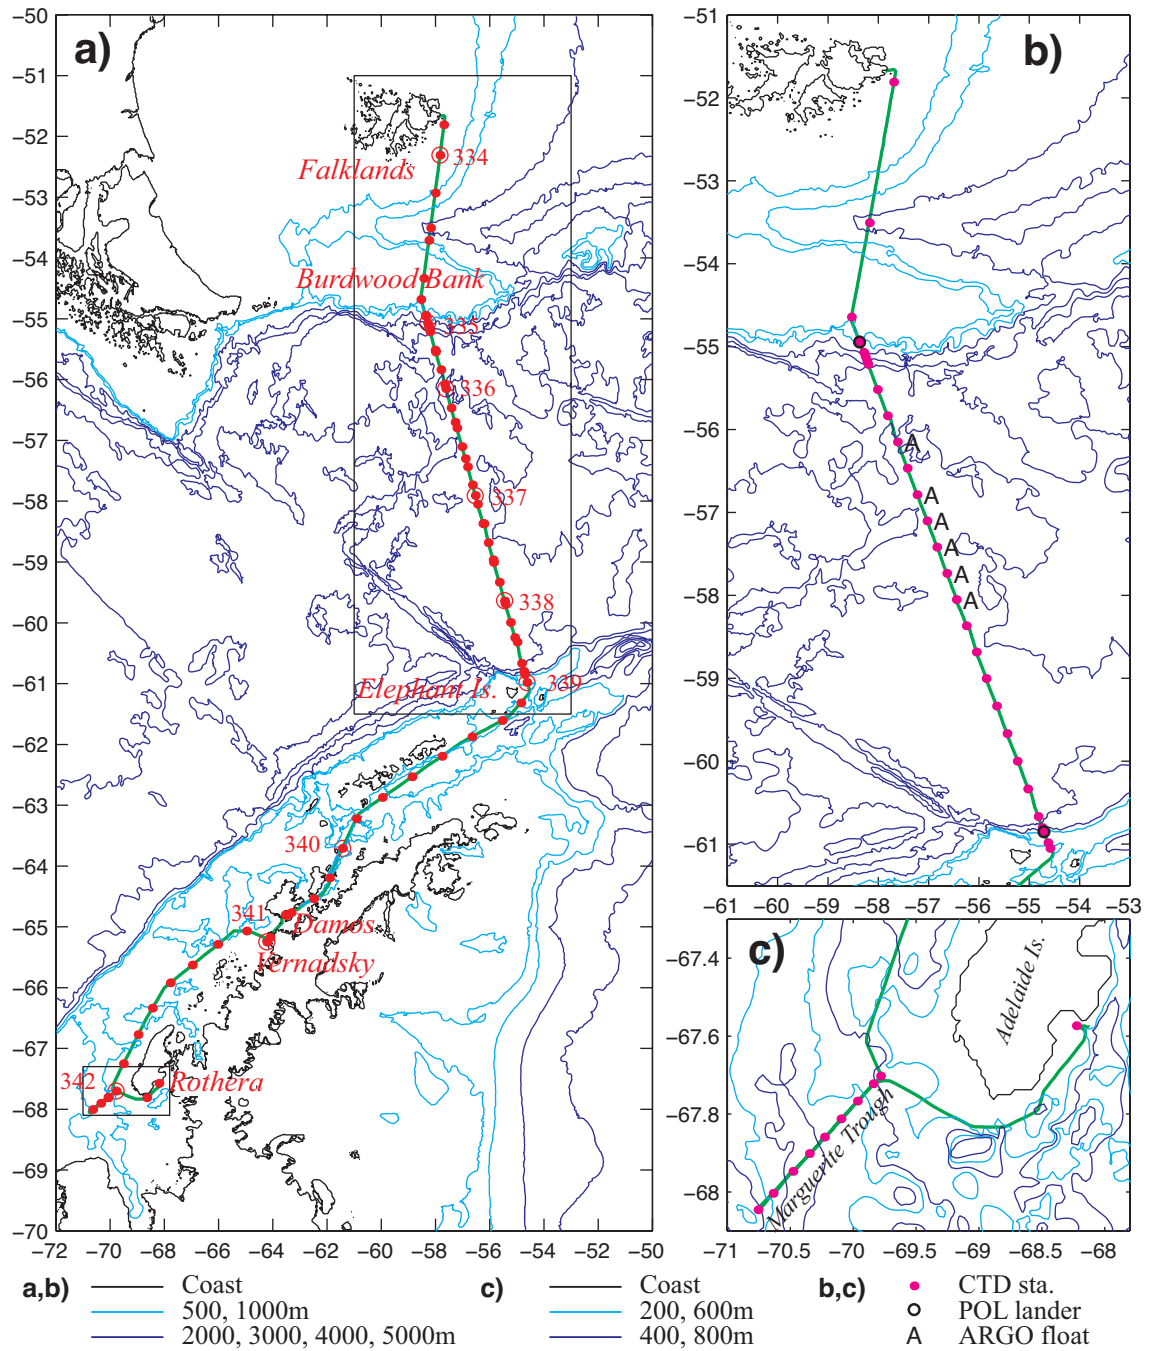 a)
−50
−51
−52
−53
−54
−55
−56
−57
−58
−59
−60
−61
−62
−63
−64
−65
−66
−67
−68
−69
−70
−72 −70 −68 −66 −64 −62 −60 −58 −56 −54 −52 −50
334
Falklands
Burdwood Bank
335
336
337
338
Elephant Is.
339
340
341
Damos
Vernadsky
342
Rothera
b)
−51
−52
−53
−54
−55
−56
−57
−58
−59
−60
−61
−61 −60 −59 −58 −57 −56 −55 −54 −53
A
A
A
A
A
A
c)
−67.4
−67.6
−67.8
−68
−71 −70.5 −70 −69.5 −69 −68.5 −68
Adelaide Is.
Marguerite Trough
a,b) Coast
500, 1000m
2000, 3000, 4000, 5000m
c) Coast
200, 600m
400, 800m
b,c) CTD sta.
POL lander
A ARGO float